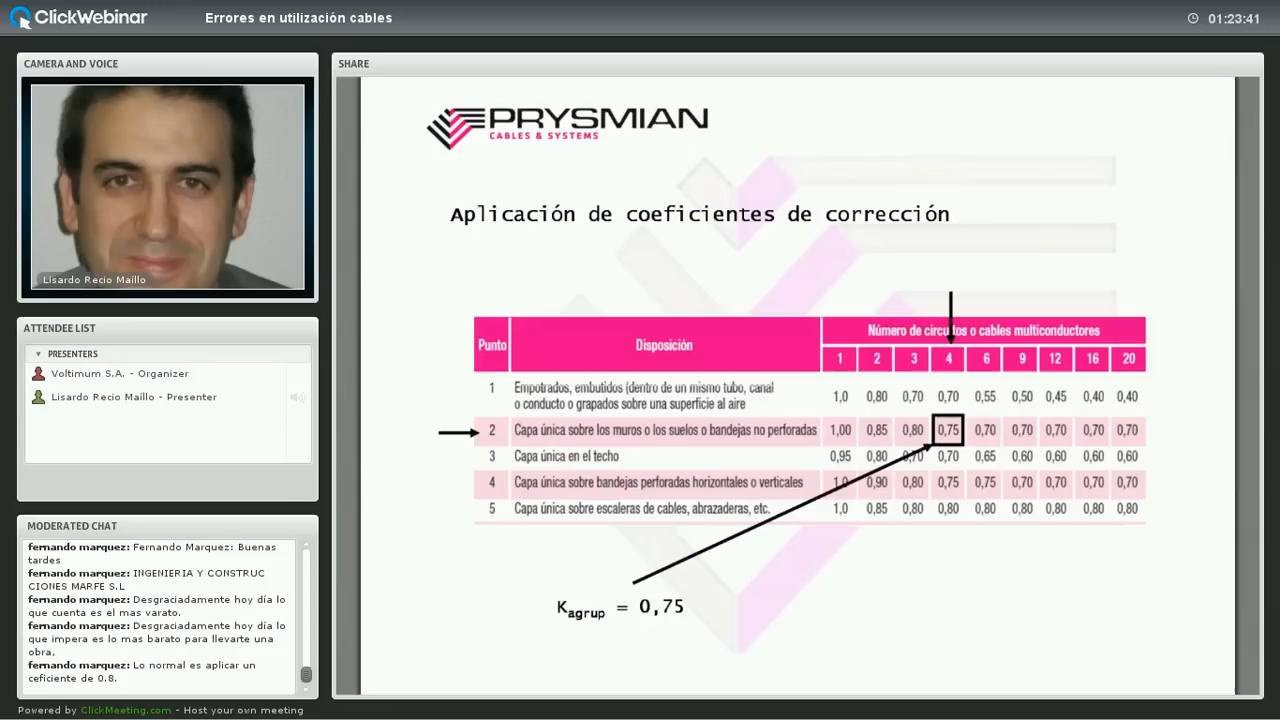 ClickWebinar
Errores en utilización cables
01:23:41
CAMERA AND VOICE
Lisardo Recio Maíllo
ATTENDEE LIST
PRESENTERS
Voltimum S.A. - Organizer
Lisardo Recio Maíllo - Presenter
MODERATED CHAT
fernando marquez: Fernando Marquez: Buenas
tardes
fernando marquez: INGENIERIA Y CONSTRUC
CIONES MARFE S.L
fernando marquez: Desgraciadamente hoy día lo
que cuenta es el mas varato.
fernando marquez: Desgraciadamente hoy día lo
que impera es lo mas barato para llevarte una
obra,
fernando marquez: Lo normal es aplicar un
ceficiente de 0.8.
Powered by ClickMeeting.com - Host your own meeting
SHARE
PRYSMIAN
CABLES & SYSTEMS
Aplicación de coeficientes de corrección
Punto Disposición Número de circuitos o cables multiconductores
1 2 3 4 6 9 12 16 20
1 Empotrados, embutidos (dentro de un mismo tubo, canal
o conducto o grapados sobre una superficie al aire 1,0 0,80 0,70 0,70 0,55 0,50 0,45 0,40 0,40
2 Capa única sobre los muros o los suelos o bandejas no perforadas 1,00 0,85 0,80 0,75 0,70 0,70 0,70 0,70 0,70
3 Capa única en el techo 0,95 0,80 0,70 0,70 0,65 0,60 0,60 0,60 0,60
4 Capa única sobre bandejas perforadas horizontales o verticales 1,0 0,90 0,80 0,75 0,75 0,70 0,70 0,70 0,70
5 Capa única sobre escaleras de cables, abrazaderas, etc. 1,0 0,85 0,80 0,80 0,80 0,80 0,80 0,80 0,80
Kagrup = 0,75